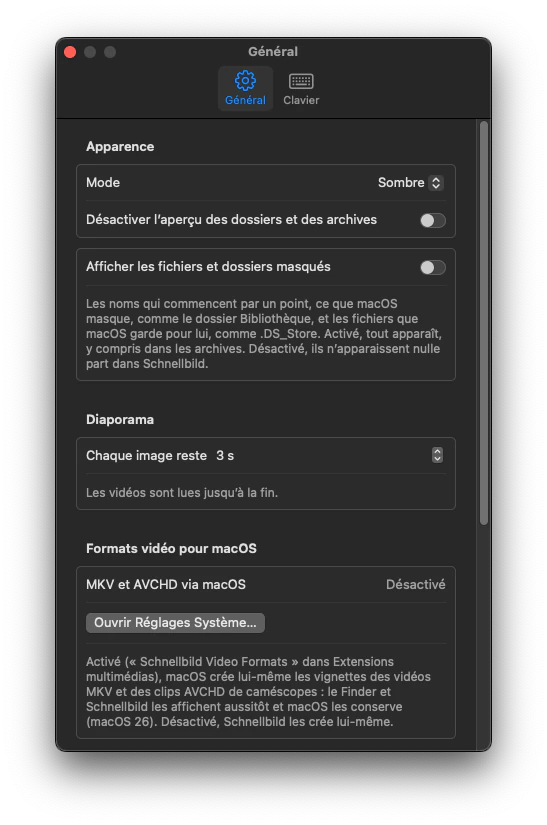 Général
Général
Clavier
Apparence
Mode
Sombre
Désactiver l’aperçu des dossiers et des archives
Afficher les fichiers et dossiers masqués
Les noms qui commencent par un point, ce que macOS
masque, comme le dossier Bibliothèque, et les fichiers que
macOS garde pour lui, comme .DS_Store. Activé, tout apparaît,
y compris dans les archives. Désactivé, ils n’apparaissent nulle
part dans Schnellbild.
Diaporama
Chaque image reste 3 s
Les vidéos sont lues jusqu’à la fin.
Formats vidéo pour macOS
MKV et AVCHD via macOS
Désactivé
Ouvrir Réglages Système...
Activé (« Schnellbild Video Formats » dans Extensions
multimédias), macOS crée lui-même les vignettes des vidéos
MKV et des clips AVCHD de caméscopes : le Finder et
Schnellbild les affichent aussitôt et macOS les conserve
(macOS 26). Désactivé, Schnellbild les crée lui-même.